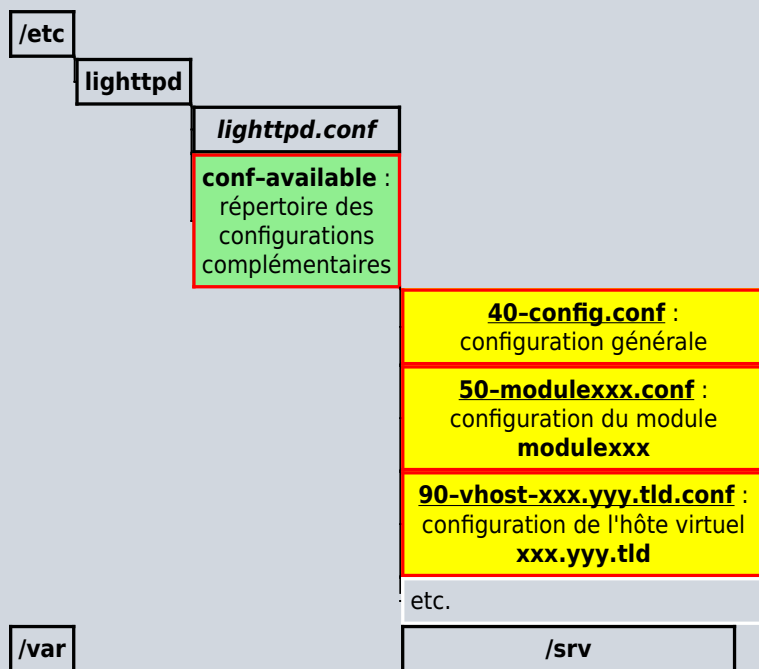 /etc
lighttpd
lighttpd.conf
conf–available :
répertoire des
configurations
complémentaires
40–config.conf :
configuration générale
50–modulexxx.conf :
configuration du module
modulexxx
90–vhost–xxx.yyy.tld.conf :
configuration de l'hôte virtuel
xxx.yyy.tld
etc.
/var
/srv